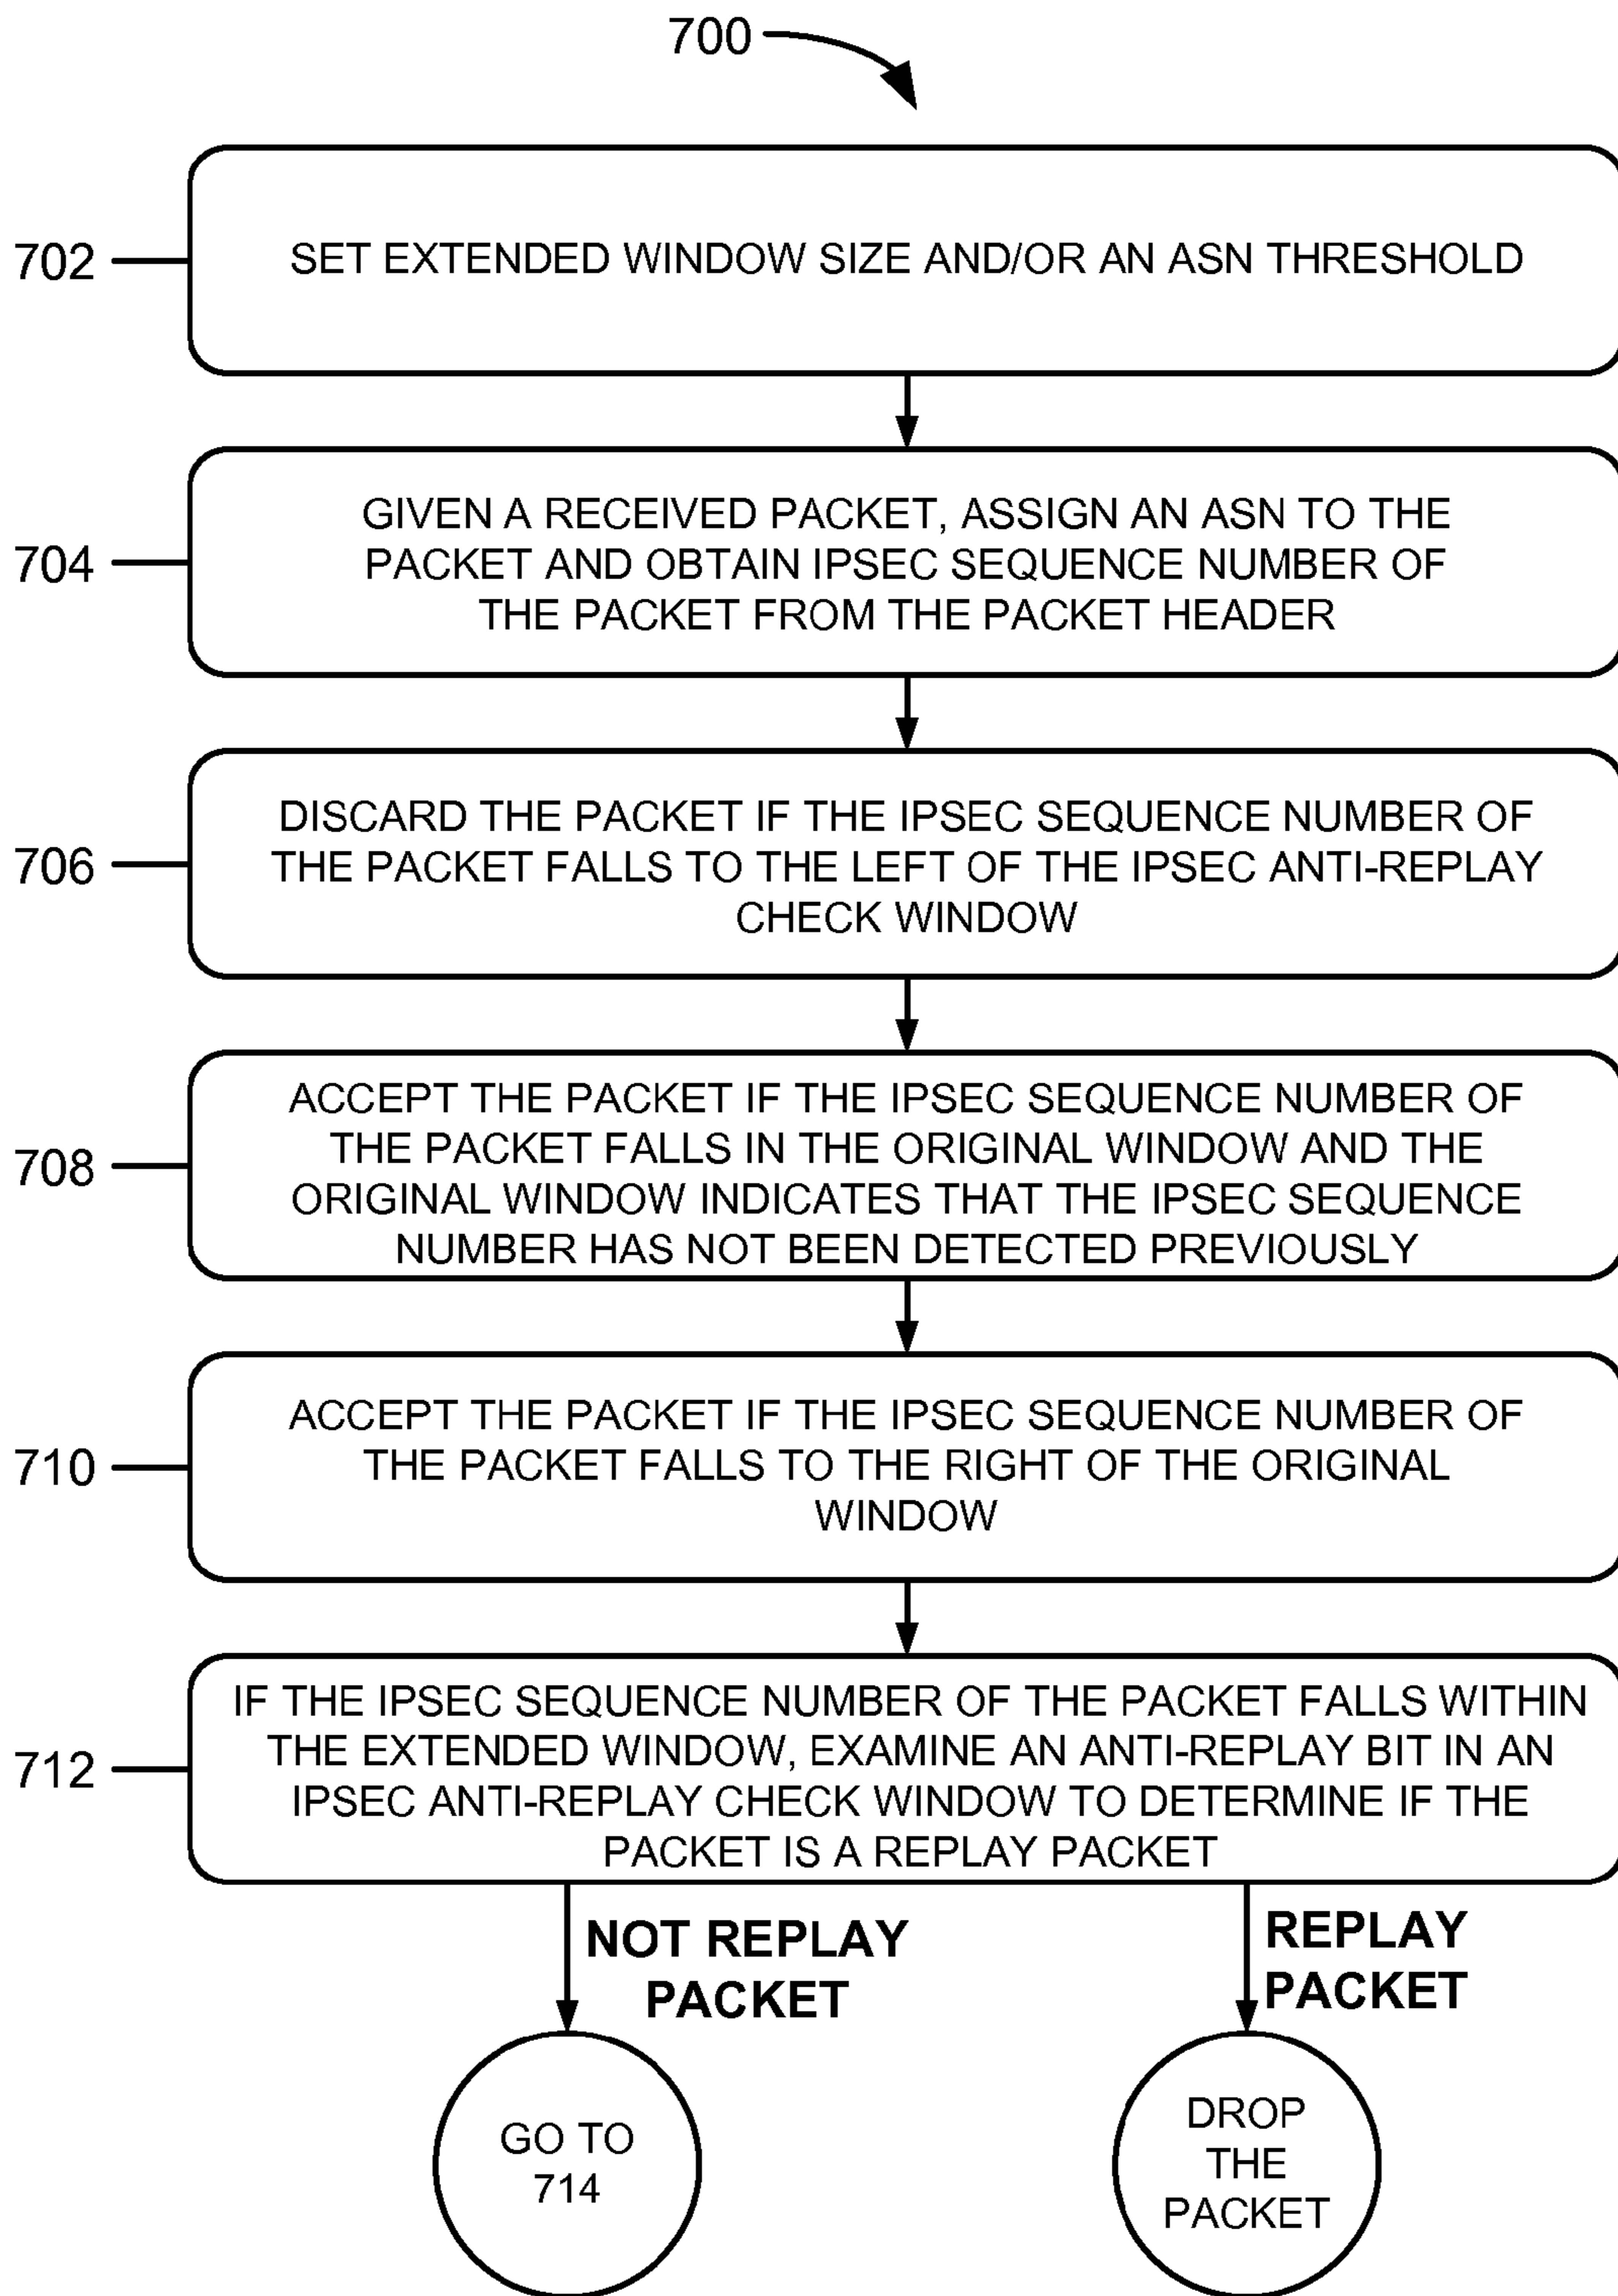 700
702
SET EXTENDED WINDOW SIZE AND/OR AN ASN THRESHOLD
704
GIVEN A RECEIVED PACKET, ASSIGN AN ASN TO THE
PACKET AND OBTAIN IPSEC SEQUENCE NUMBER OF
THE PACKET FROM THE PACKET HEADER
706
DISCARD THE PACKET IF THE IPSEC SEQUENCE NUMBER OF
THE PACKET FALLS TO THE LEFT OF THE IPSEC ANTI-REPLAY
CHECK WINDOW
708
ACCEPT THE PACKET IF THE IPSEC SEQUENCE NUMBER OF
THE PACKET FALLS IN THE ORIGINAL WINDOW AND THE
ORIGINAL WINDOW INDICATES THAT THE IPSEC SEQUENCE
NUMBER HAS NOT BEEN DETECTED PREVIOUSLY
710
ACCEPT THE PACKET IF THE IPSEC SEQUENCE NUMBER OF
THE PACKET FALLS TO THE RIGHT OF THE ORIGINAL
WINDOW
712
IF THE IPSEC SEQUENCE NUMBER OF THE PACKET FALLS WITHIN
THE EXTENDED WINDOW, EXAMINE AN ANTI-REPLAY BIT IN AN
IPSEC ANTI-REPLAY CHECK WINDOW TO DETERMINE IF THE
PACKET IS A REPLAY PACKET
NOT REPLAY
PACKET
REPLAY
PACKET
GO TO
714
DROP
THE
PACKET